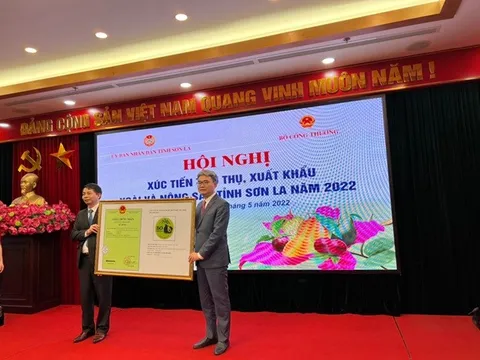 ĐẢNG CỘNG SẢN VIỆT NAM QUANG VINH MUÔN NĂM !
ỦY BAN NHÂN DÂN TỈNH SƠN LA
BỘ CÔNG THƯƠNG
HỘI NGHỊ
XÚC TIẾN THỤ, XUẤT KHẨU
VÀ NÔNG SẢN TỈNH SƠN LA NĂM 2022
5 năm 2022